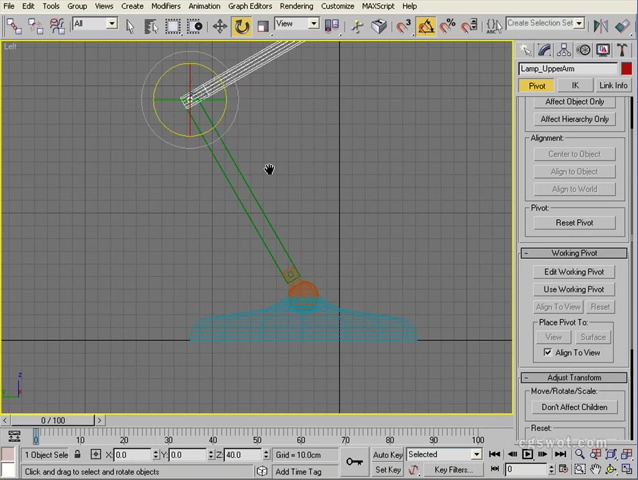 File Edit Tools Group Views Create Modifiers Animation Graph Editors Rendering Customize MAXScript Help
All View Create Selection Set
Left
Lamp_UpperArm
Pivot IK Link Info
Affect Object Only
Affect Hierarchy Only
Alignment:
Center to Object
Align to Object
Align to World
Pivot:
Reset Pivot
- Working Pivot
Edit Working Pivot
Use Working Pivot
Align To View Reset
Place Pivot To:
View Surface
Align To View
- Adjust Transform
Move/Rotate/Scale:
Don't Affect Children
Reset:
z
x
0 / 100
0 10 20 30 40 50 60 70 80 90 100
cgswot.com
1 Object Sele X: 0.0 Y: 0.0 Z: 40.0 Grid = 10.0cm Auto Key Selected
Click and drag to select and rotate objects Add Time Tag Set Key Key Filters... 0